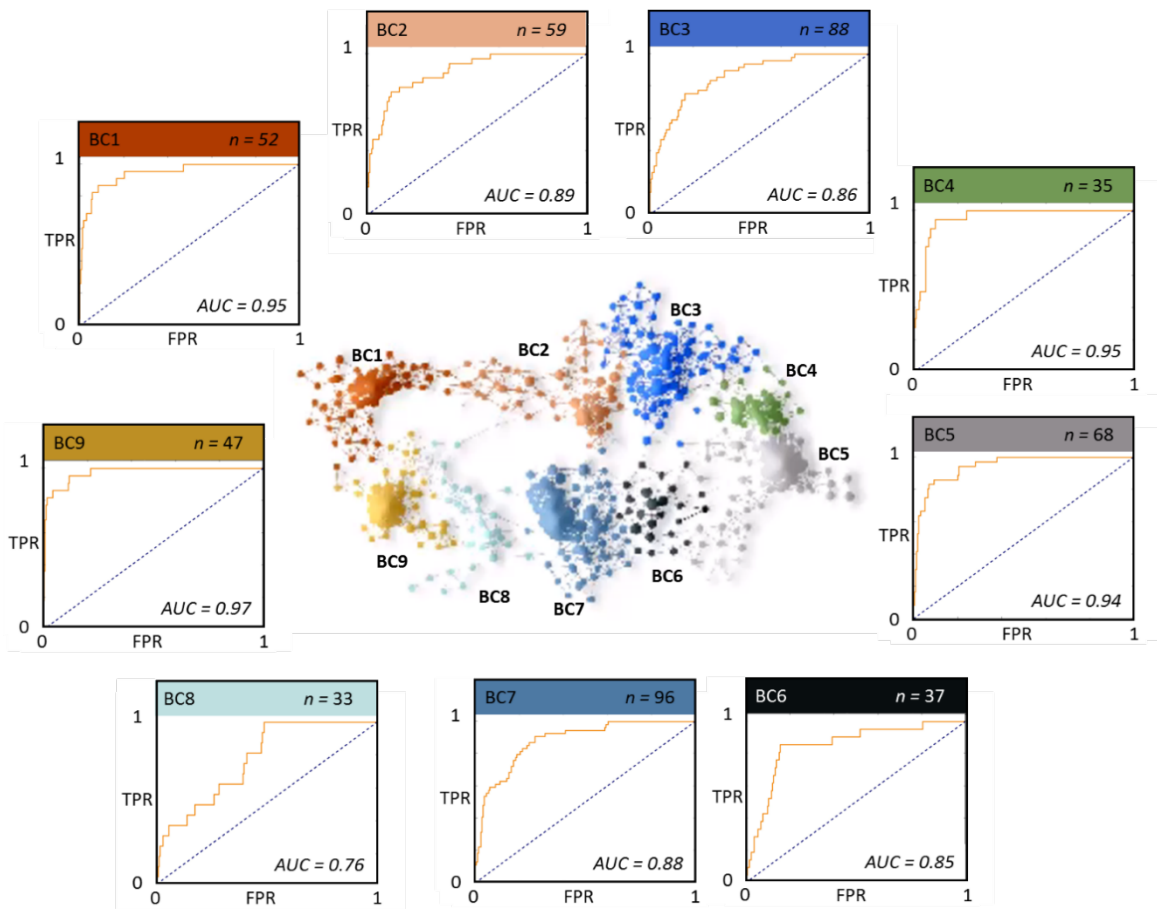 BC2 n = 59
1
TPR
AUC = 0.89
0
0 FPR 1
BC3 n = 88
1
TPR
AUC = 0.86
0
0 FPR 1
BC1 n = 52
1
TPR
AUC = 0.95
0
0 FPR 1
BC4 n = 35
1
TPR
AUC = 0.95
0
0 FPR 1
BC1
BC2
BC3
BC4
BC5
BC6
BC7
BC8
BC9
BC9 n = 47
1
TPR
AUC = 0.97
0
0 FPR 1
BC5 n = 68
1
TPR
AUC = 0.94
0
0 FPR 1
BC8 n = 33
1
TPR
AUC = 0.76
0
0 FPR 1
BC7 n = 96
1
TPR
AUC = 0.88
0
0 FPR 1
BC6 n = 37
1
TPR
AUC = 0.85
0
0 FPR 1